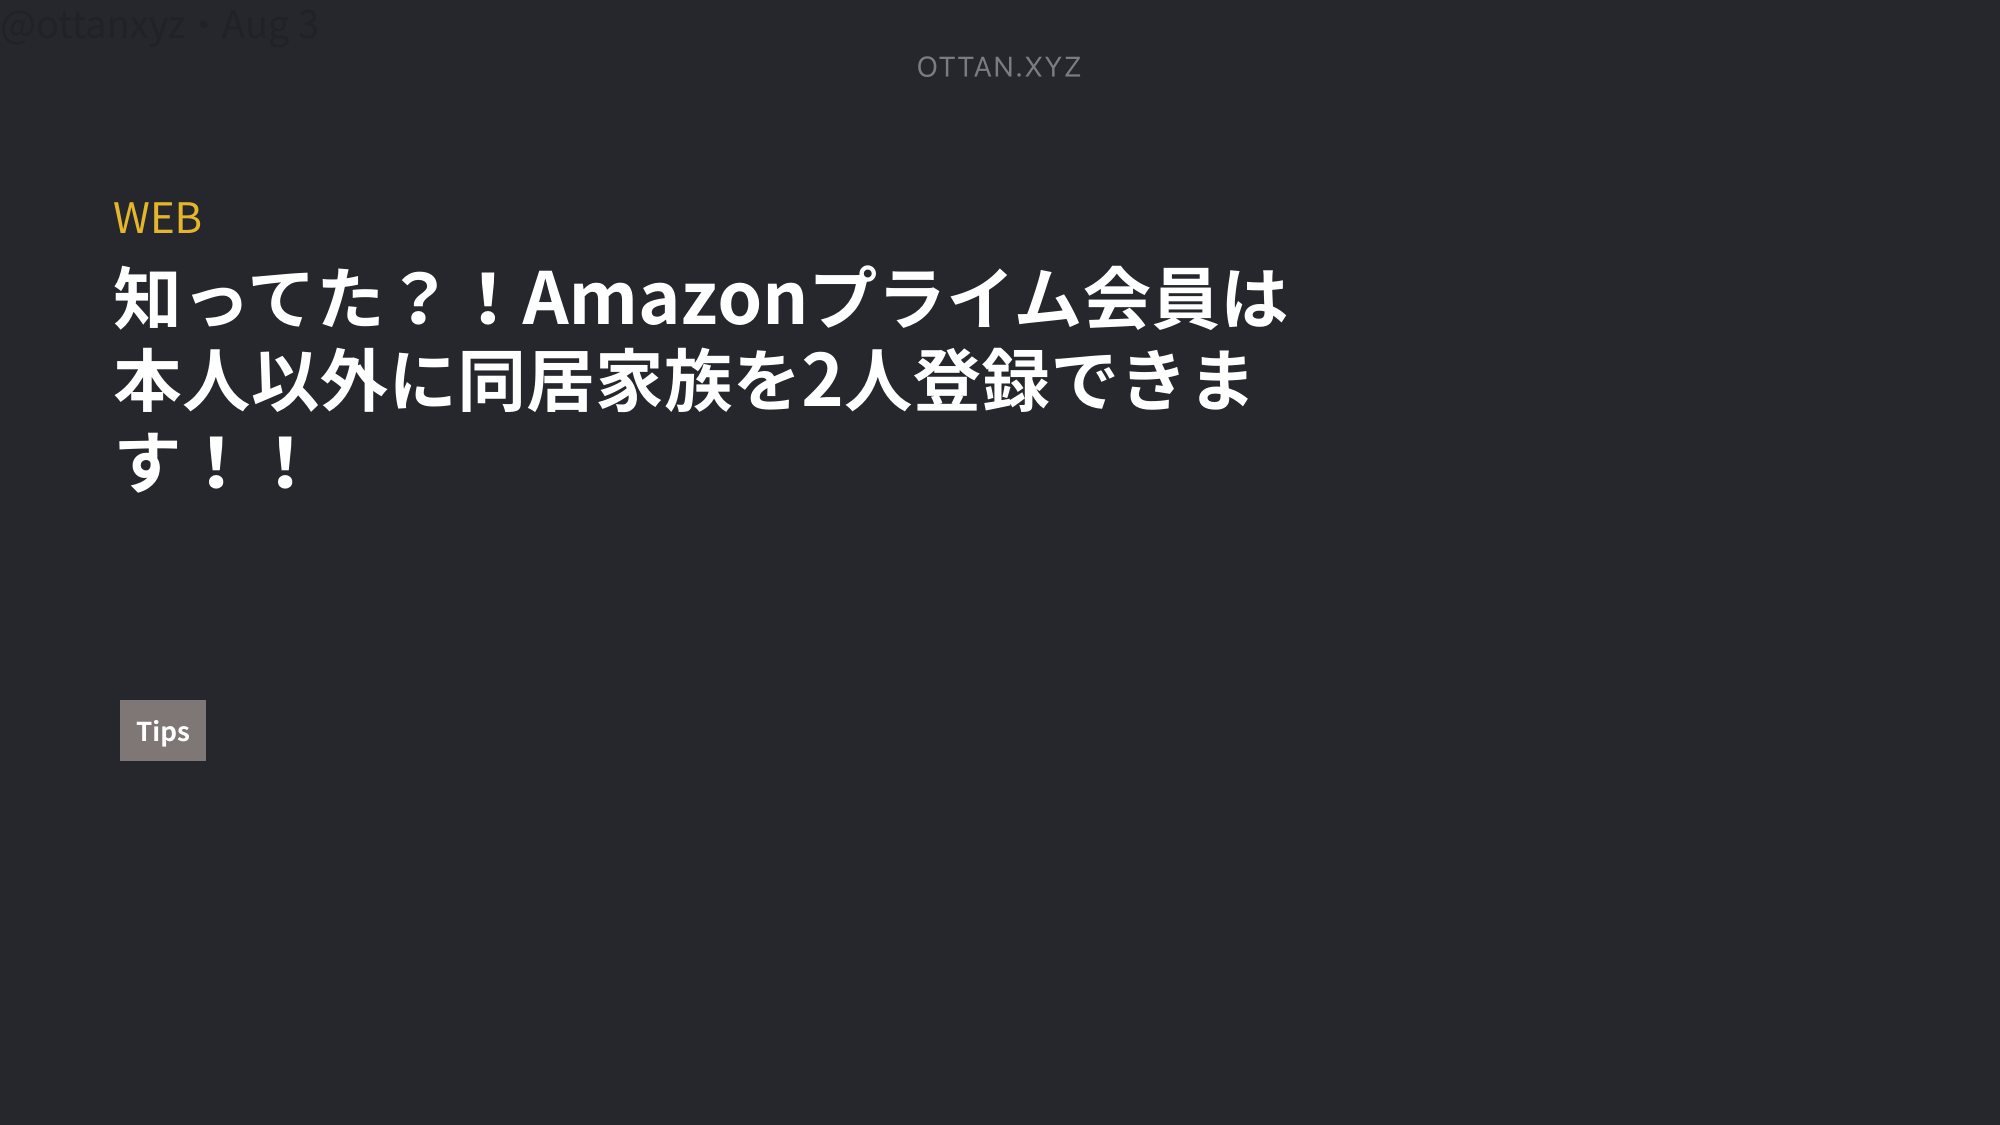 @ottanxyz・Aug 3
OTTAN.XYZ
WEB
知ってた？！Amazonプライム会員は
本人以外に同居家族を2人登録できま
す！！
Tips